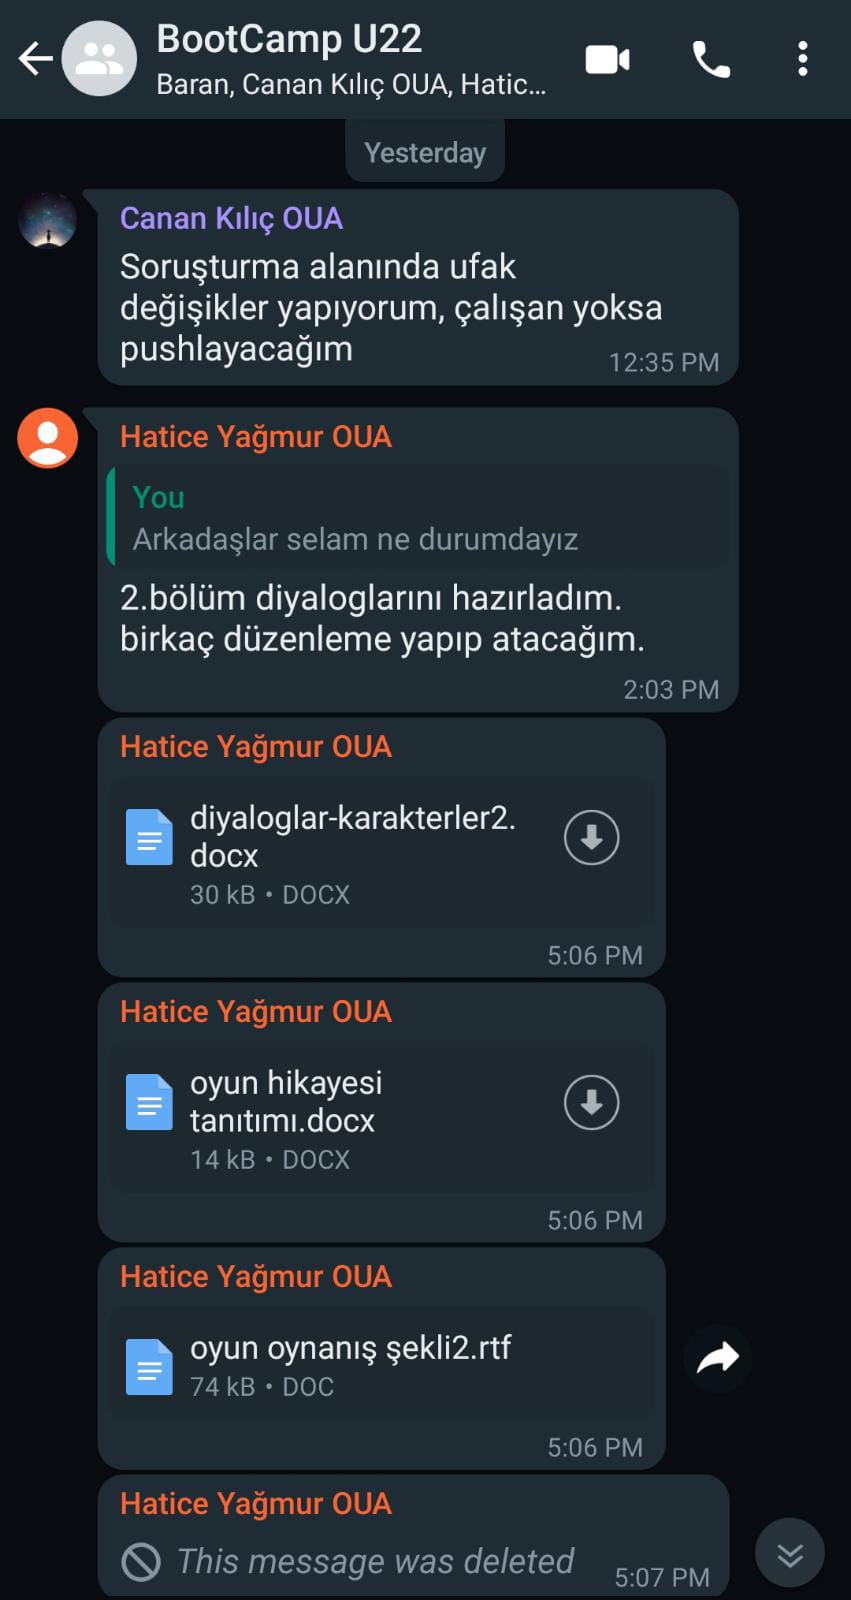 BootCamp U22
Baran, Canan Kılıç OUA, Hatic...
Yesterday
Canan Kılıç OUA
Soruşturma alanında ufak
değişikler yapıyorum, çalışan yoksa
pushlayacağım
12:35 PM
Hatice Yağmur OUA
You
Arkadaşlar selam ne durumdayız
2.bölüm diyaloglarını hazırladım.
birkaç düzenleme yapıp atacağım.
2:03 PM
Hatice Yağmur OUA
diyaloglar-karakterler2.
docx
30 kB • DOCX
5:06 PM
Hatice Yağmur OUA
oyun hikayesi
tanıtımı.docx
14 kB • DOCX
5:06 PM
Hatice Yağmur OUA
oyun oynanış şekli2.rtf
74 kB • DOC
5:06 PM
Hatice Yağmur OUA
This message was deleted
5:07 PM